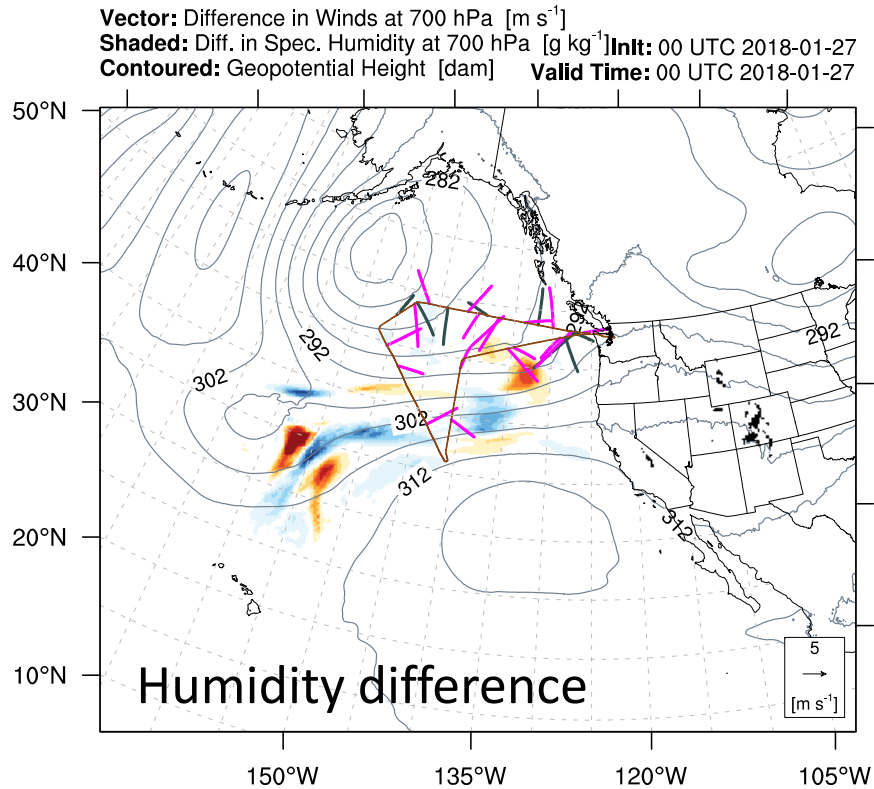 Vector: Difference in Winds at 700 hPa [m s⁻¹]
Shaded: Diff. in Spec. Humidity at 700 hPa [g kg⁻¹] Init: 00 UTC 2018-01-27
Contoured: Geopotential Height [dam] Valid Time: 00 UTC 2018-01-27
50°N
282
40°N
292
292
292
302
30°N
302
312
312
20°N
5
[m s⁻¹]
10°N
Humidity difference
150°W 135°W 120°W 105°W